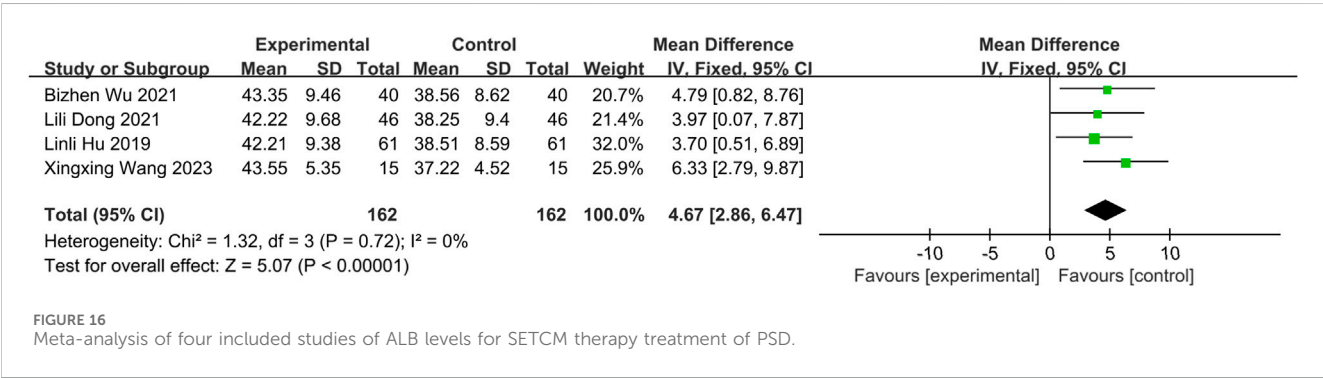 Experimental Control Mean Difference Mean Difference
Study or Subgroup Mean SD Total Mean SD Total Weight IV, Fixed, 95% CI IV, Fixed, 95% CI
Bizhen Wu 2021 43.35 9.46 40 38.56 8.62 40 20.7% 4.79 [0.82, 8.76]
Lili Dong 2021 42.22 9.68 46 38.25 9.4 46 21.4% 3.97 [0.07, 7.87]
Linli Hu 2019 42.21 9.38 61 38.51 8.59 61 32.0% 3.70 [0.51, 6.89]
Xingxing Wang 2023 43.55 5.35 15 37.22 4.52 15 25.9% 6.33 [2.79, 9.87]
Total (95% CI) 162 162 100.0% 4.67 [2.86, 6.47]
Heterogeneity: Chi² = 1.32, df = 3 (P = 0.72); I² = 0%
Test for overall effect: Z = 5.07 (P < 0.00001)
-10 -5 0 5 10
Favours [experimental] Favours [control]
FIGURE 16
Meta-analysis of four included studies of ALB levels for SETCM therapy treatment of PSD.